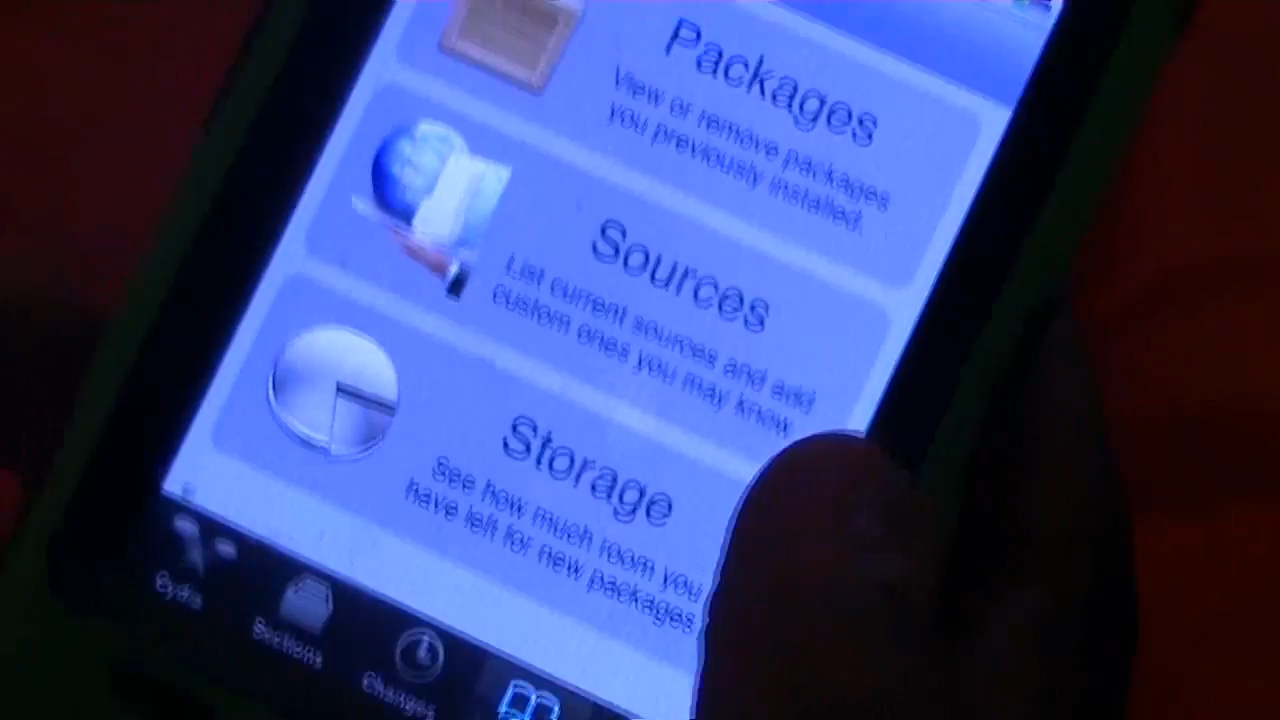 Packages
View or remove packages
you previously installed.
Sources
List current sources and add
custom ones you may know
Storage
See how much room you
have left for new packages
Cydia
Sections
Changes